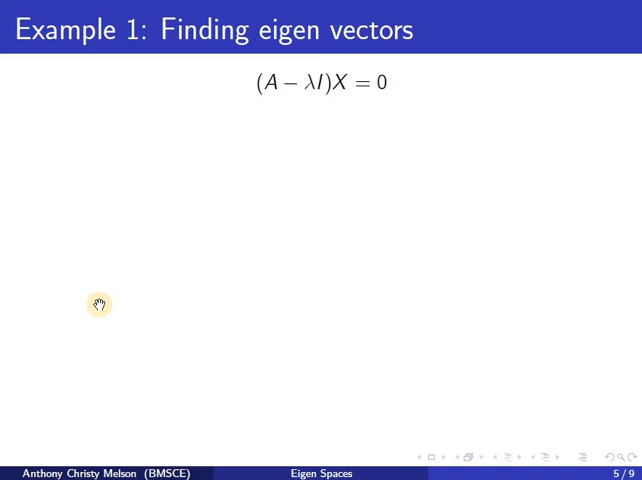 Example 1: Finding eigen vectors
(A − λI)X = 0
Anthony Christy Melson (BMSCE) Eigen Spaces 5 / 9